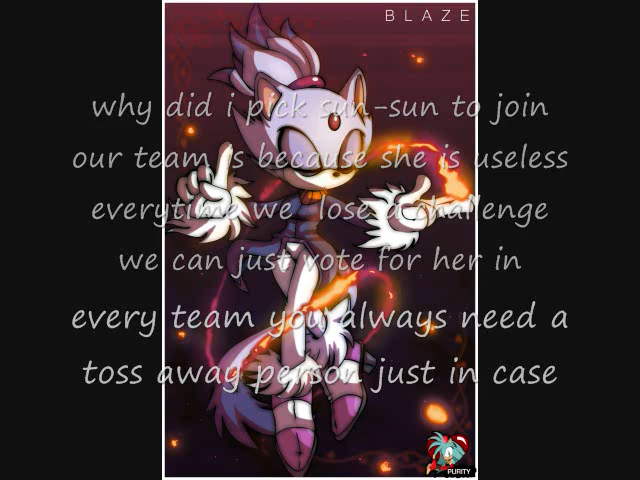 BLAZE
why did i pick sun-sun to join
our team is because she is useless
everytime we lose a challenge
we can just vote for her in
every team you always need a
toss away person just in case
PURITY